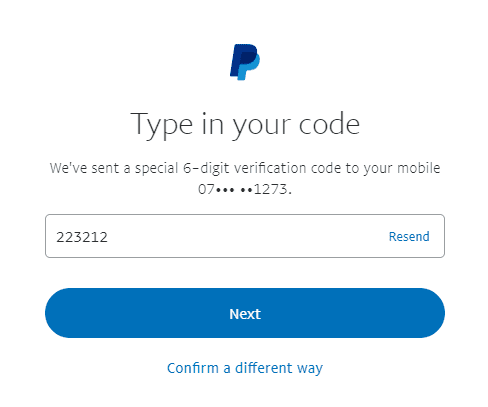 Type in your code
We've sent a special 6-digit verification code to your mobile
07••• ••1273.
223212 Resend
Next
Confirm a different way